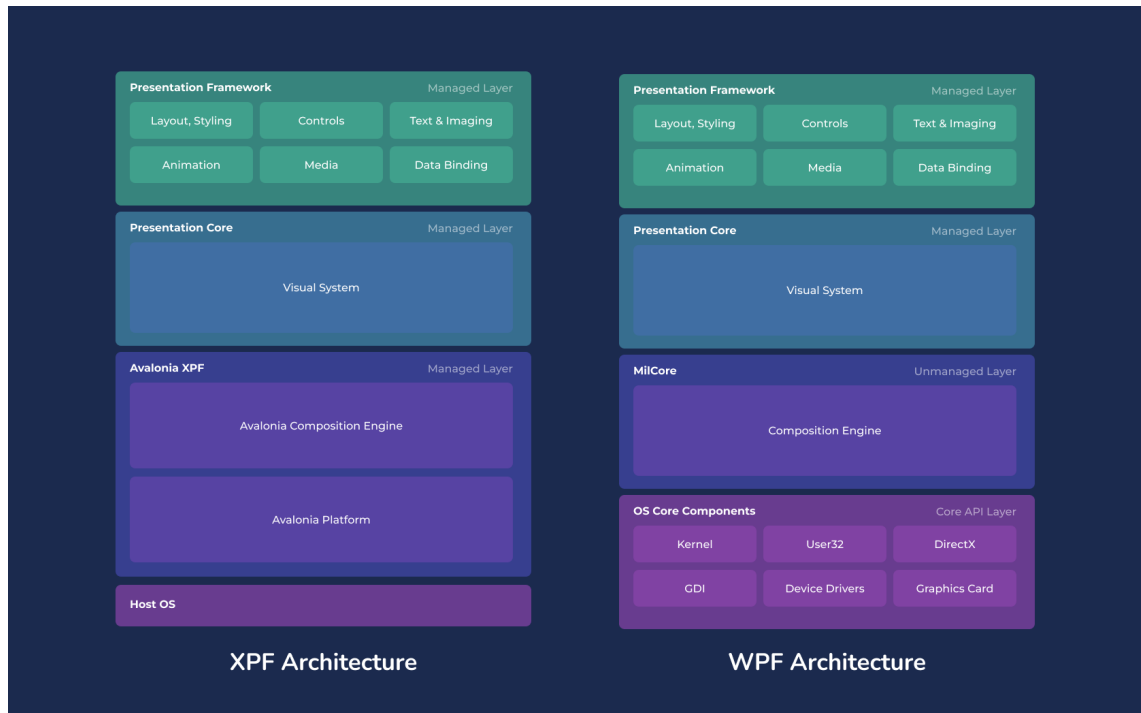 Presentation Framework
Managed Layer
Layout, Styling
Controls
Text & Imaging
Animation
Media
Data Binding
Presentation Core
Managed Layer
Visual System
Avalonia XPF
Managed Layer
Avalonia Composition Engine
Avalonia Platform
Host OS
XPF Architecture
Presentation Framework
Managed Layer
Layout, Styling
Controls
Text & Imaging
Animation
Media
Data Binding
Presentation Core
Managed Layer
Visual System
MilCore
Unmanaged Layer
Composition Engine
OS Core Components
Core API Layer
Kernel
User32
DirectX
GDI
Device Drivers
Graphics Card
WPF Architecture